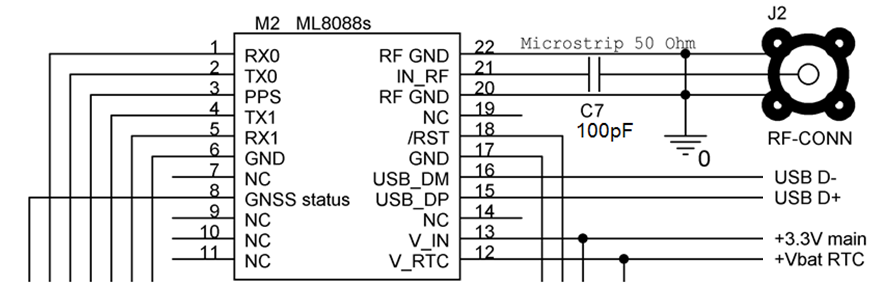 J2
M2 ML8088s
1 RX0 RF GND 22 Microstrip 50 Ohm
2 TX0 IN_RF 21
3 PPS RF GND 20
C7
100pF
4 TX1 NC 19
5 RX1 /RST 18
RF-CONN
0
6 GND GND 17
7 NC USB_DM 16 USB D-
8 GNSS status USB_DP 15 USB D+
9 NC NC 14
10 NC V_IN 13 +3.3V main
11 NC V_RTC 12 +Vbat RTC